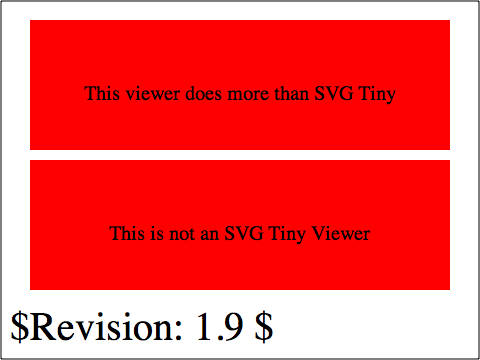 This viewer does more than SVG Tiny
This is not an SVG Tiny Viewer
$Revision: 1.9 $